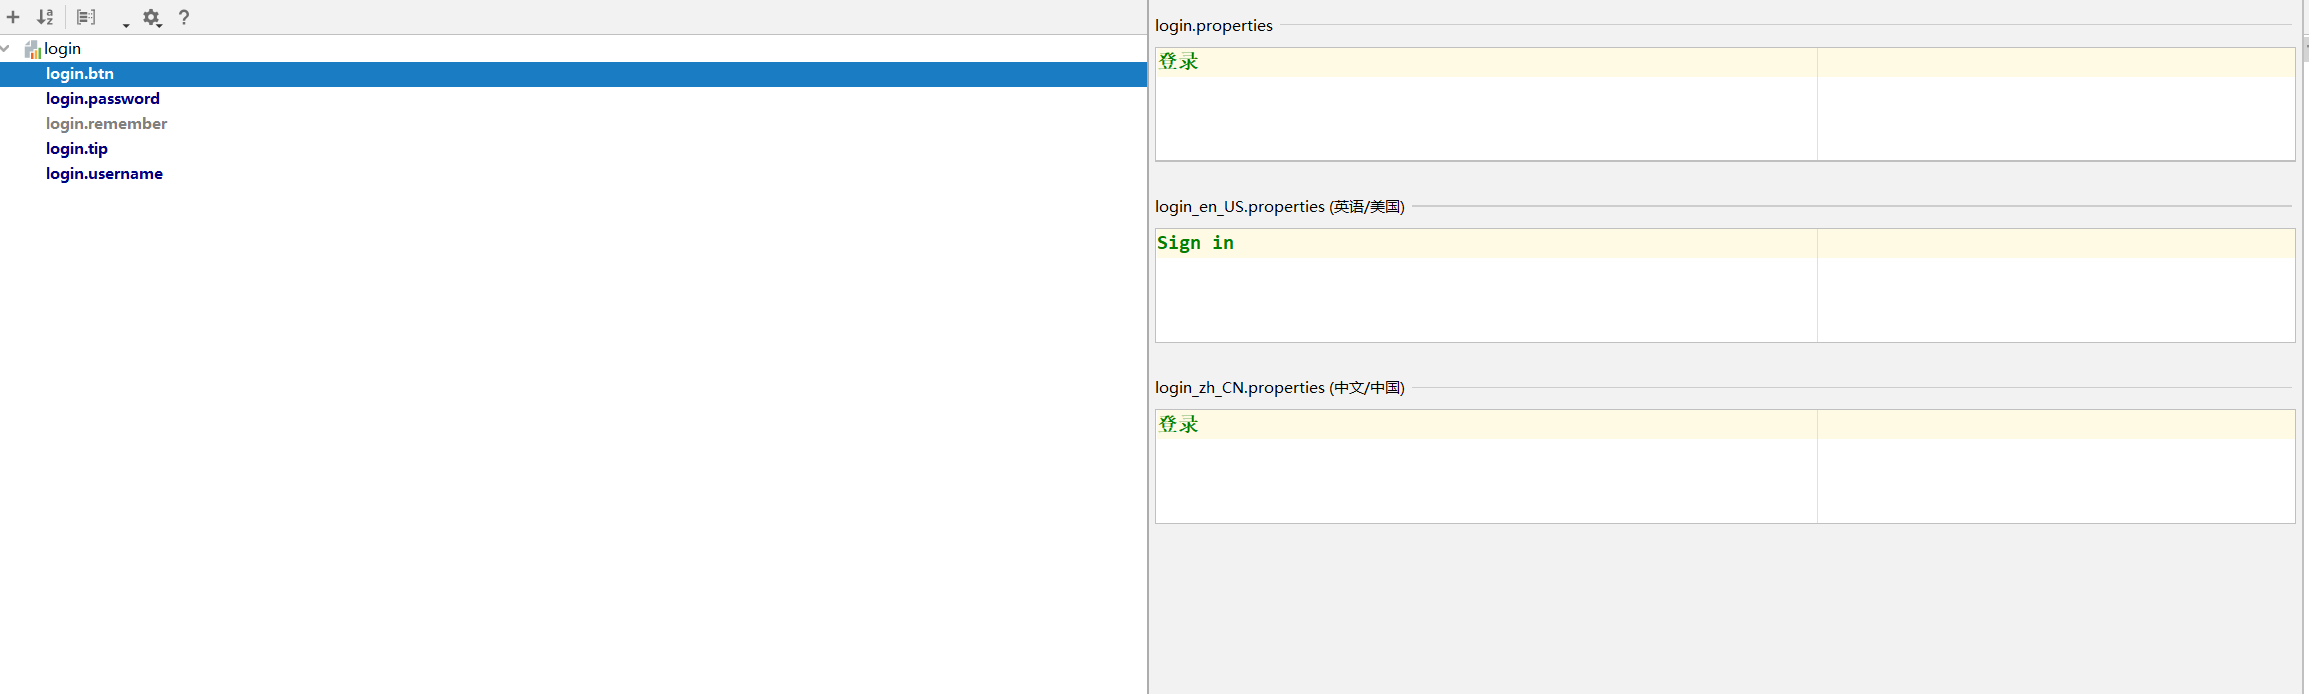 login
login.btn
login.password
login.remember
login.tip
login.username
login.properties
登录
login_en_US.properties (英语/美国)
Sign in
login_zh_CN.properties (中文/中国)
登录